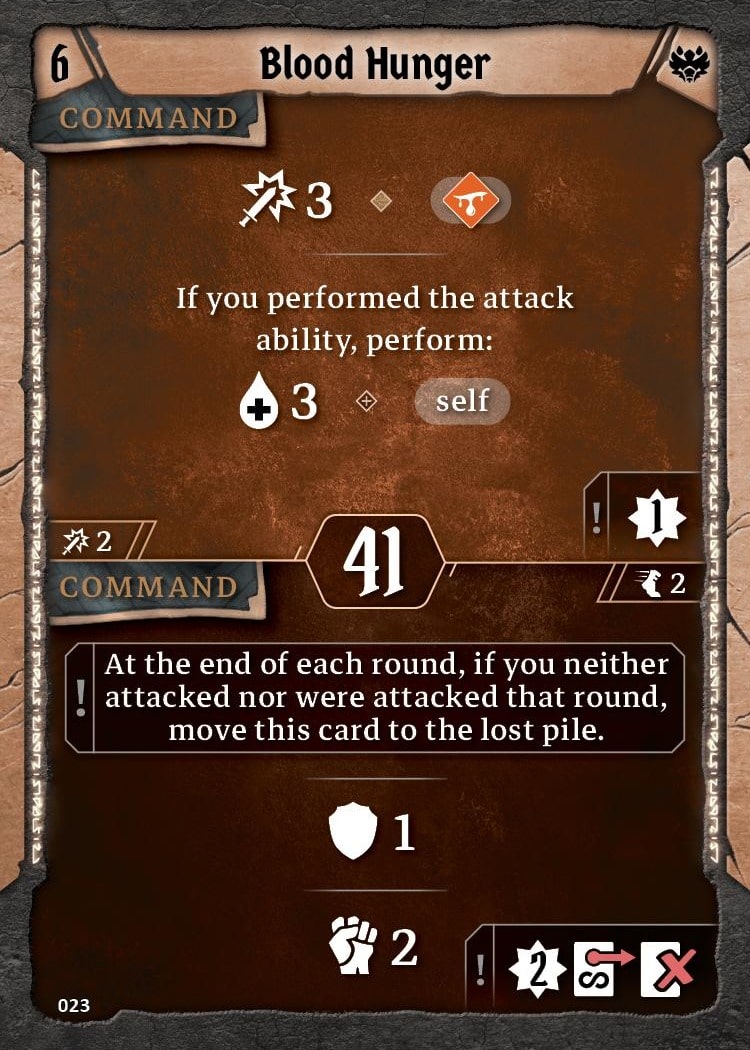 6
Blood Hunger
COMMAND
3
If you performed the attack
ability, perform:
3
self
! 1
2
41
COMMAND
2
! At the end of each round, if you neither
attacked nor were attacked that round,
move this card to the lost pile.
1
2
! 2 ∞
023